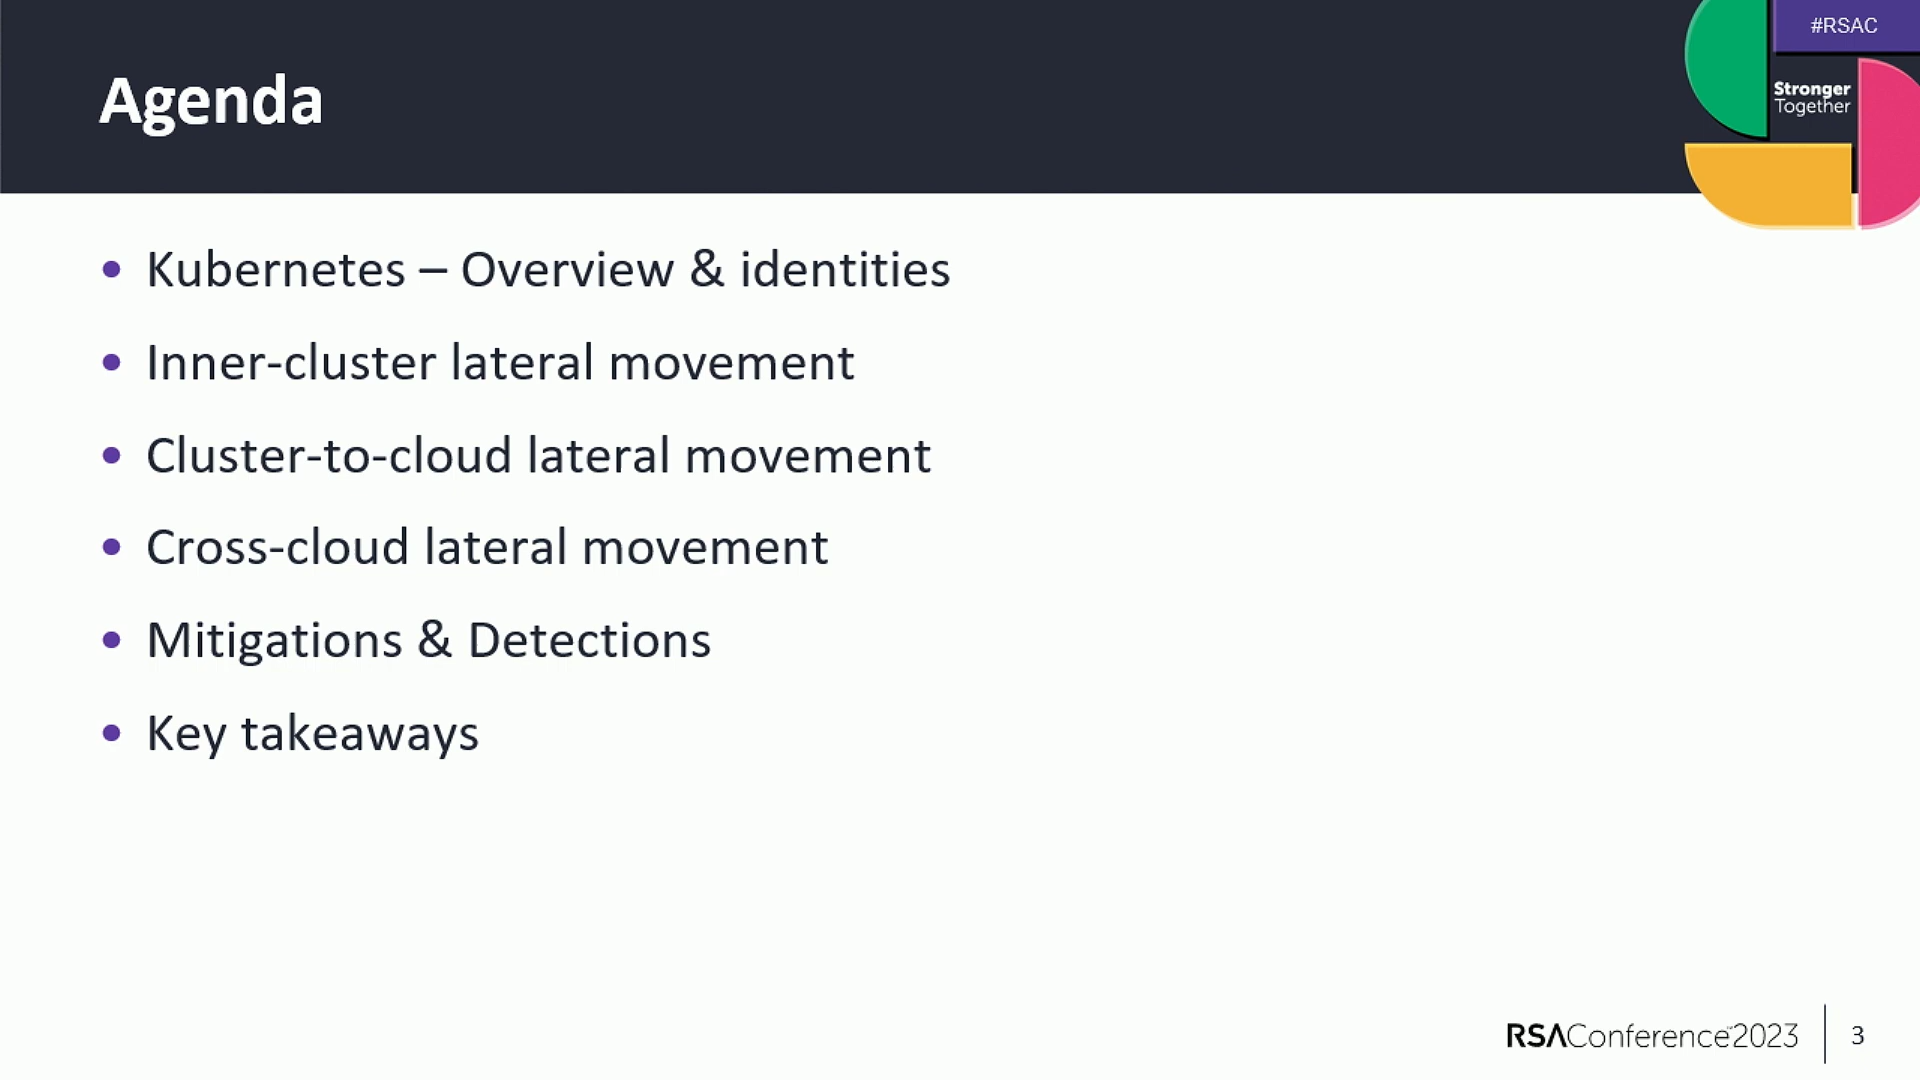 #RSAC
Agenda
Stronger
Together
• Kubernetes – Overview & identities
• Inner-cluster lateral movement
• Cluster-to-cloud lateral movement
• Cross-cloud lateral movement
• Mitigations & Detections
• Key takeaways
RSAConference™2023
3